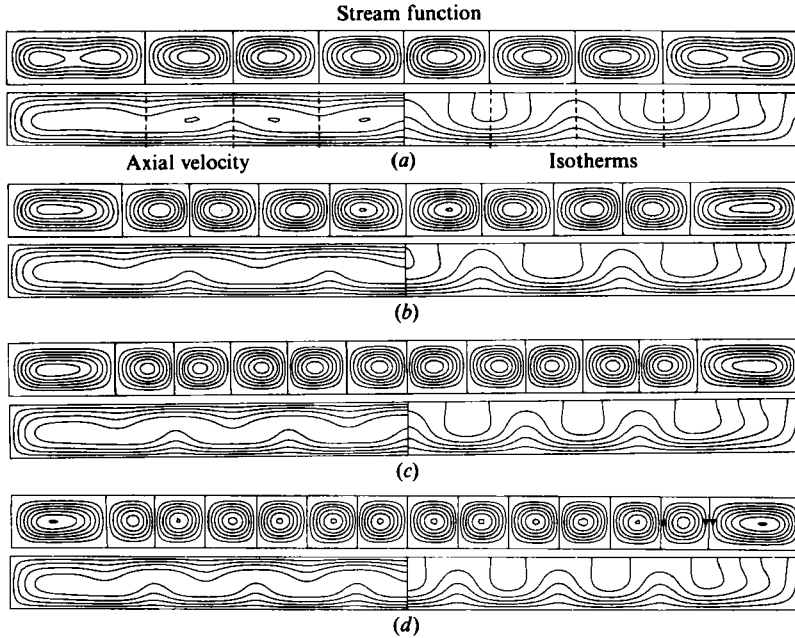 Stream function
(a)
Axial velocity
Isotherms
(b)
(c)
(d)